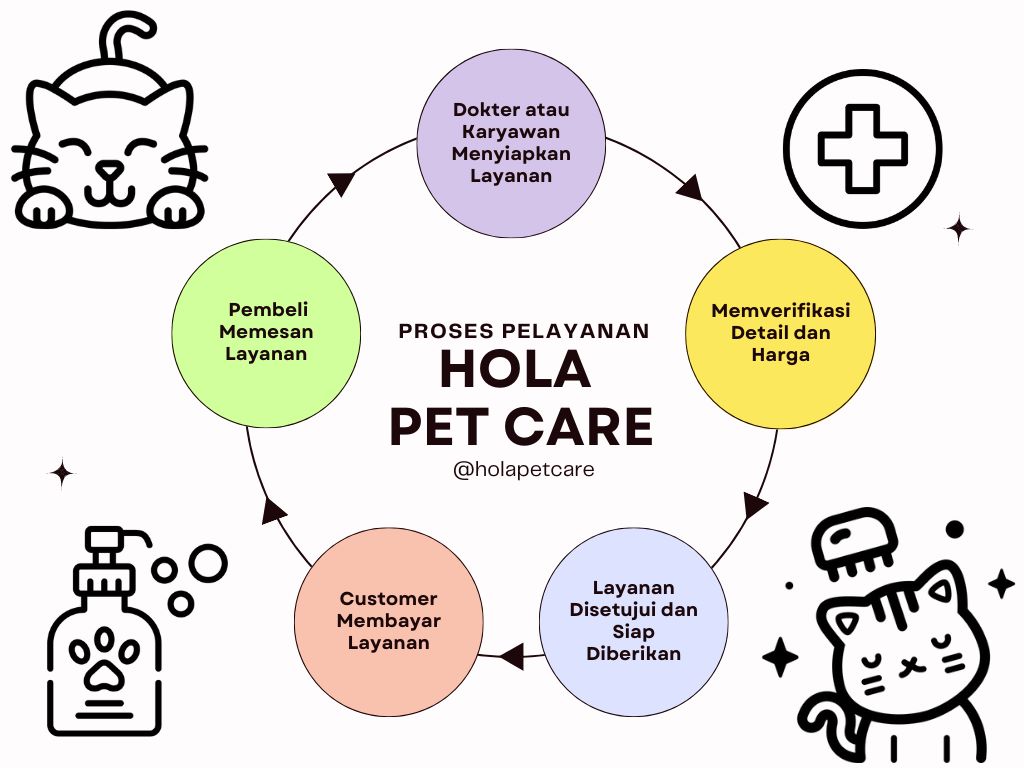 Dokter atau
Karyawan
Menyiapkan
Layanan
Pembeli
Memesan
Layanan
Memverifikasi
Detail dan
Harga
PROSES PELAYANAN
HOLA
PET CARE
@holapetcare
Customer
Membayar
Layanan
Layanan
Disetujui dan
Siap
Diberikan